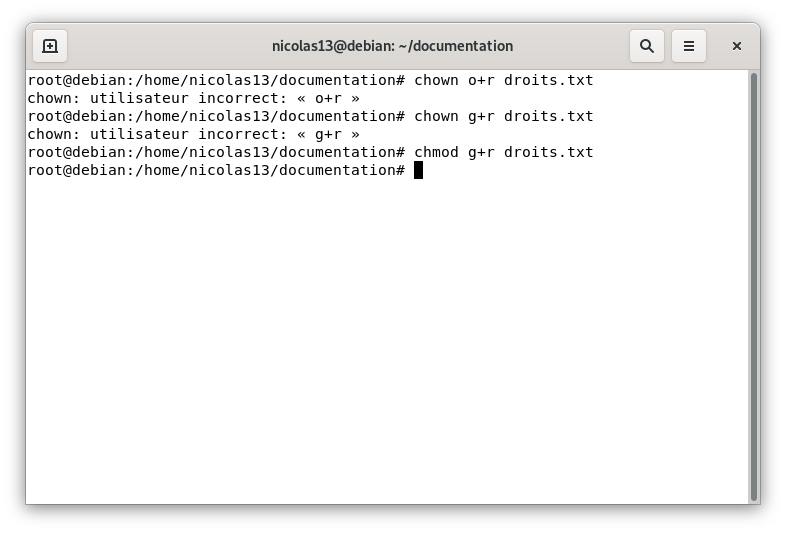 nicolas13@debian: ~/documentation
root@debian:/home/nicolas13/documentation# chown o+r droits.txt
chown: utilisateur incorrect: « o+r »
root@debian:/home/nicolas13/documentation# chown g+r droits.txt
chown: utilisateur incorrect: « g+r »
root@debian:/home/nicolas13/documentation# chmod g+r droits.txt
root@debian:/home/nicolas13/documentation#